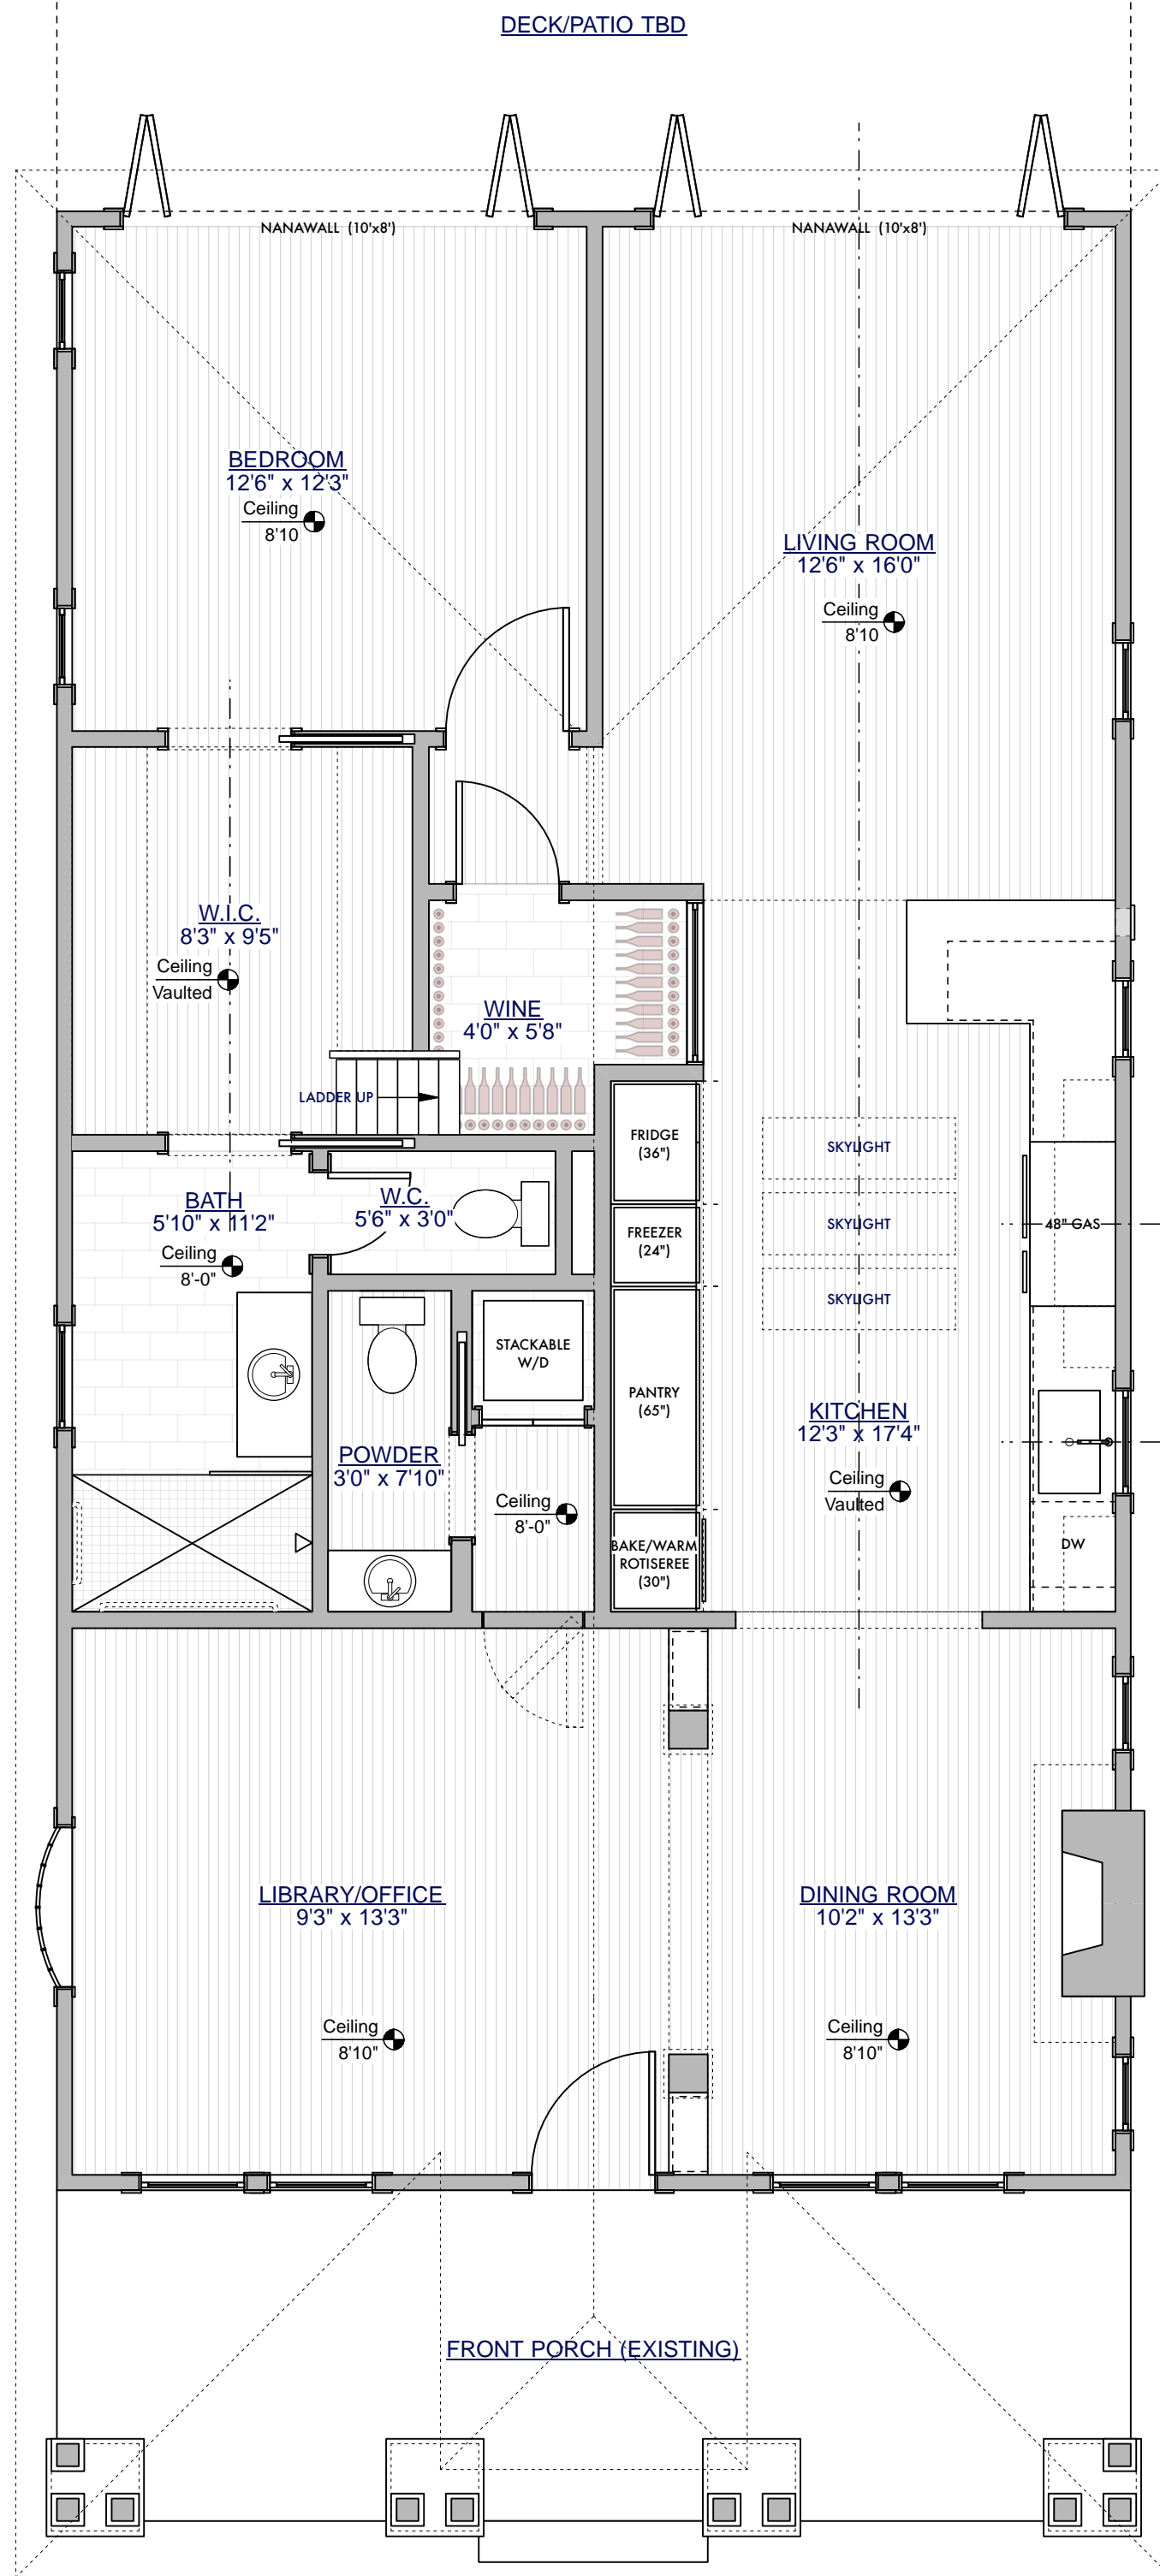 DECK/PATIO TBD
NANAWALL (10'x8')
NANAWALL (10'x8')
BEDROOM
12'6" x 12'3"
Ceiling
8'10
LIVING ROOM
12'6" x 16'0"
Ceiling
8'10
W.I.C.
8'3" x 9'5"
Ceiling
Vaulted
WINE
4'0" x 5'8"
LADDER UP
FRIDGE
(36")
SKYLIGHT
BATH
5'10" x 11'2"
Ceiling
8'-0"
W.C.
5'6" x 3'0"
FREEZER
(24")
SKYLIGHT
48" GAS
SKYLIGHT
STACKABLE
W/D
PANTRY
(65")
KITCHEN
12'3" x 17'4"
Ceiling
Vaulted
POWDER
3'0" x 7'10"
Ceiling
8'-0"
BAKE/WARM
ROTISEREE
(30")
DW
LIBRARY/OFFICE
9'3" x 13'3"
Ceiling
8'10"
DINING ROOM
10'2" x 13'3"
Ceiling
8'10"
FRONT PORCH (EXISTING)